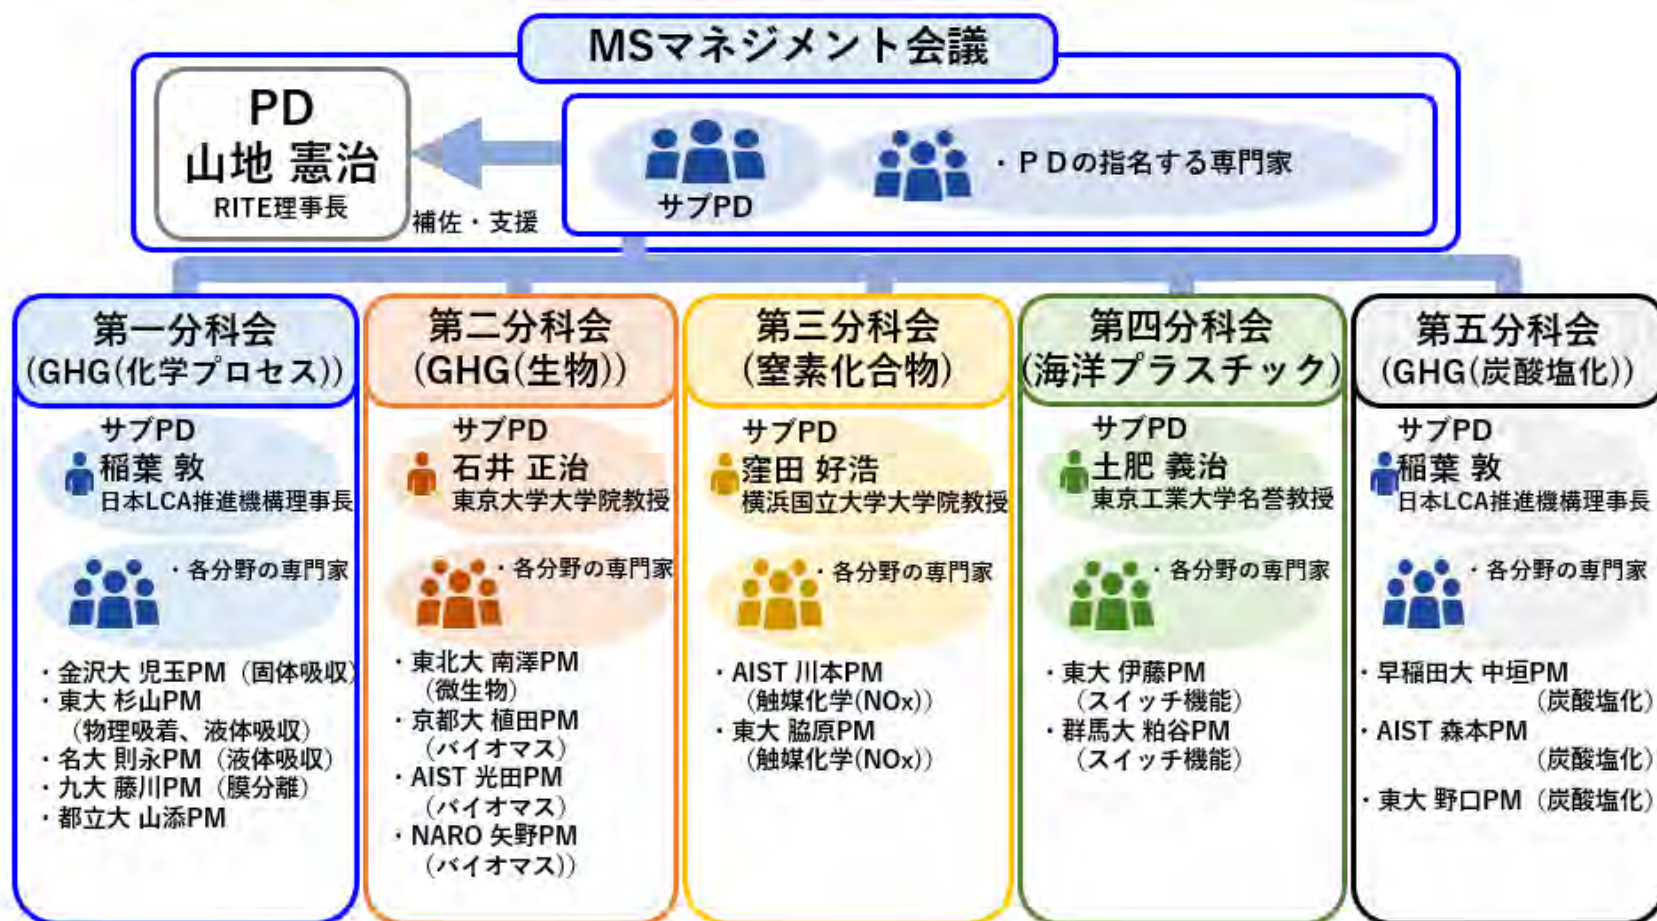 MSマネジメント会議
PD
山地 憲治
RITE理事長
補佐・支援
サブPD
・ＰＤの指名する専門家
第一分科会
(GHG(化学プロセス))
サブPD
稲葉 敦
日本LCA推進機構理事長
・各分野の専門家
・金沢大 児玉PM（固体吸収）
・東大 杉山PM
（物理吸着、液体吸収）
・名大 則永PM（液体吸収）
・九大 藤川PM（膜分離）
・都立大 山添PM
第二分科会
(GHG(生物))
サブPD
石井 正治
東京大学大学院教授
・各分野の専門家
・東北大 南澤PM
（微生物）
・京都大 植田PM
（バイオマス）
・AIST 光田PM
（バイオマス）
・NARO 矢野PM
（バイオマス））
第三分科会
(窒素化合物)
サブPD
窪田 好浩
横浜国立大学大学院教授
・各分野の専門家
・AIST 川本PM
（触媒化学(NOx)）
・東大 脇原PM
（触媒化学(NOx)）
第四分科会
(海洋プラスチック)
サブPD
土肥 義治
東京工業大学名誉教授
・各分野の専門家
・東大 伊藤PM
（スイッチ機能）
・群馬大 粕谷PM
（スイッチ機能）
第五分科会
(GHG(炭酸塩化))
サブPD
稲葉 敦
日本LCA推進機構理事長
・各分野の専門家
・早稲田大 中垣PM
（炭酸塩化）
・AIST 森本PM
（炭酸塩化）
・東大 野口PM（炭酸塩化）